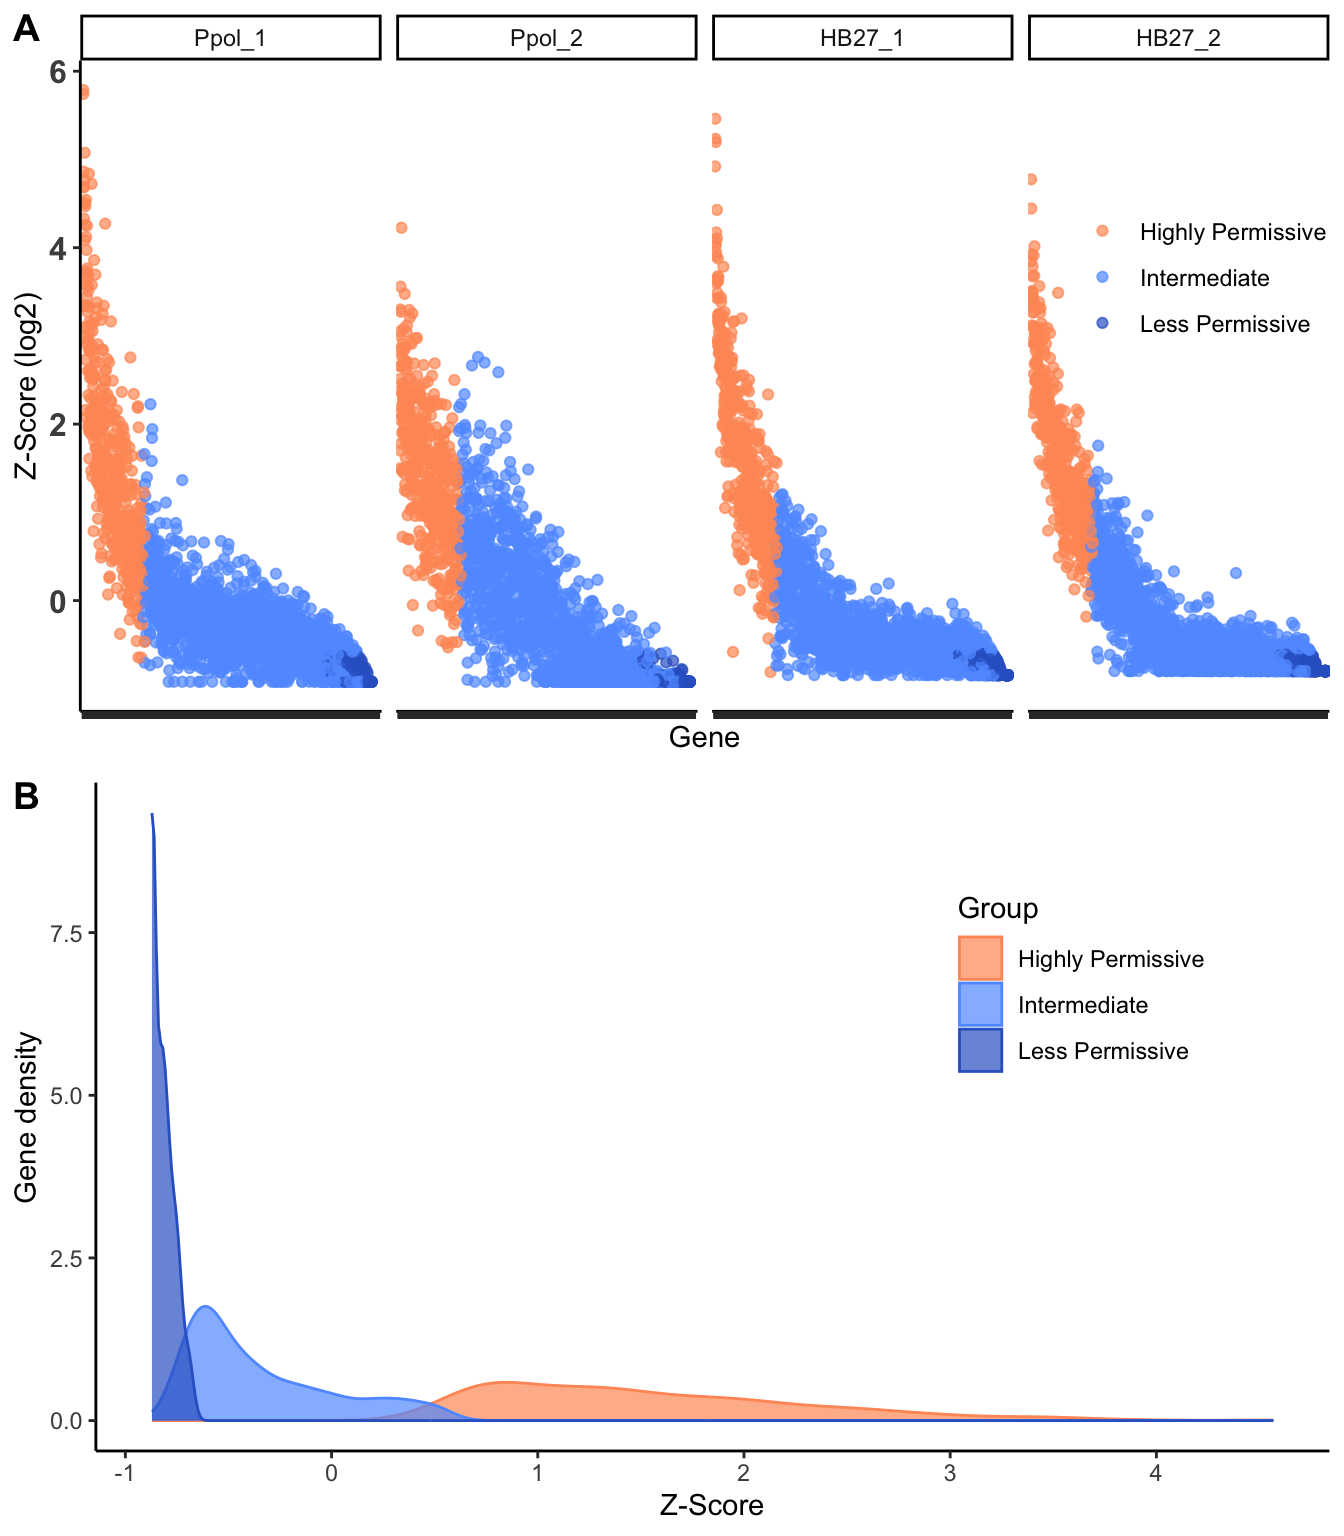 A
Ppol_1 Ppol_2 HB27_1 HB27_2
6
4
2
0
Z-Score (log2)
Highly Permissive
Intermediate
Less Permissive
Gene
B
7.5
5.0
2.5
0.0
Gene density
Group
Highly Permissive
Intermediate
Less Permissive
-1 0 1 2 3 4
Z-Score